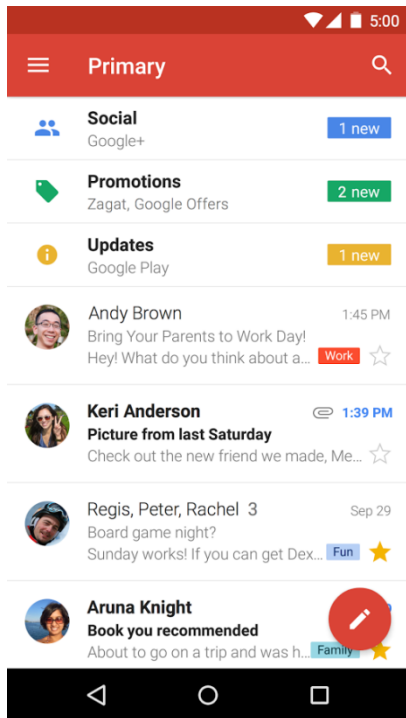 5:00
Primary
Social
1 new
Google+
Promotions
2 new
Zagat, Google Offers
Updates
1 new
Google Play
Andy Brown 1:45 PM
Bring Your Parents to Work Day!
Hey! What do you think about a... Work
Keri Anderson 1:39 PM
Picture from last Saturday
Check out the new friend we made, Me...
Regis, Peter, Rachel 3 Sep 29
Board game night?
Sunday works! If you can get Dex... Fun
Aruna Knight
Book you recommended
About to go on a trip and was h... Family